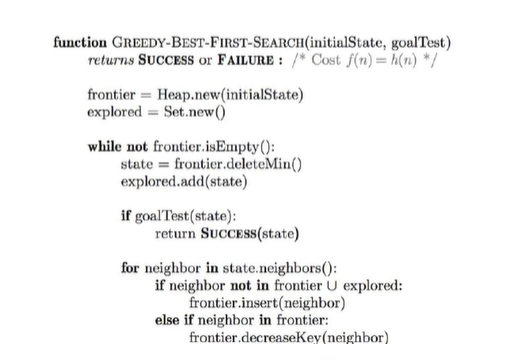 function GREEDY-BEST-FIRST-SEARCH(initialState, goalTest)
returns SUCCESS or FAILURE : /* Cost f(n) = h(n) */
frontier = Heap.new(initialState)
explored = Set.new()
while not frontier.isEmpty():
state = frontier.deleteMin()
explored.add(state)
if goalTest(state):
return SUCCESS(state)
for neighbor in state.neighbors():
if neighbor not in frontier ∪ explored:
frontier.insert(neighbor)
else if neighbor in frontier:
frontier.decreaseKey(neighbor)